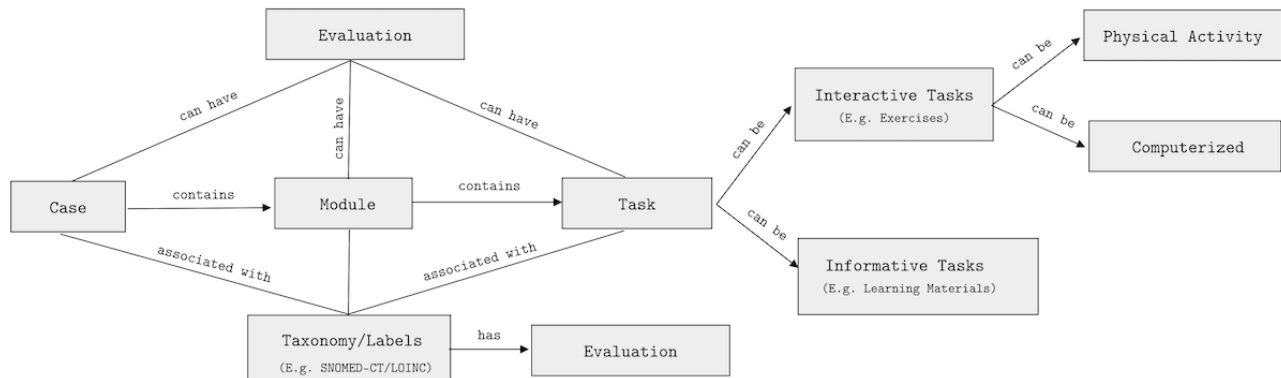 Evaluation
Physical Activity
can have
can have
can have
can be
can be
can be
can be
Interactive Tasks
(E.g. Exercises)
Computerized
Case
contains
Module
contains
Task
associated with
associated with
Informative Tasks
(E.g. Learning Materials)
Taxonomy/Labels
(E.g. SNOMED-CT/LOINC)
has
Evaluation